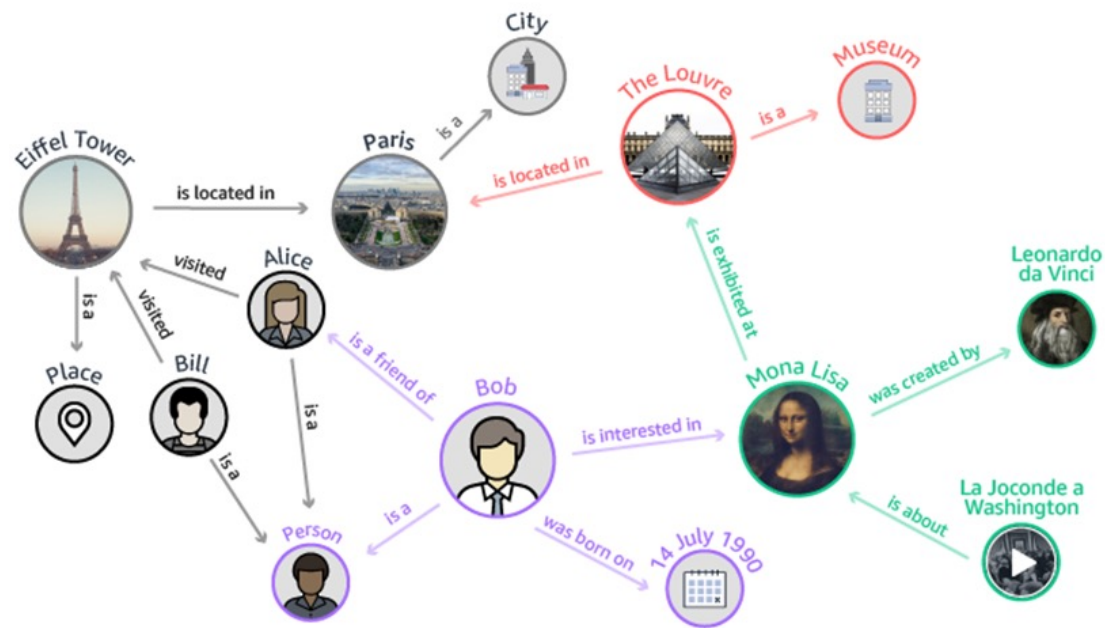 City
Museum
The Louvre
is a
is a
Eiffel Tower
Paris
is located in
is located in
Alice
visited
is exhibited at
Leonardo
da Vinci
visited
is a
Place
Bill
is a friend of
Bob
Mona Lisa
was created by
is a
is interested in
is a
Person
is a
was born on
14 July 1990
is about
La Joconde a
Washington